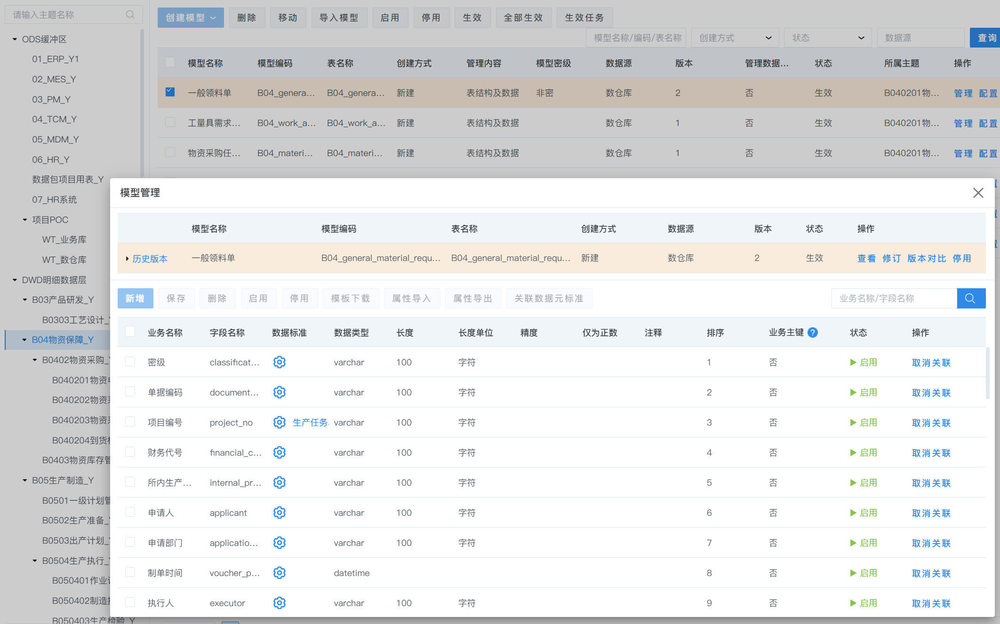 请输入主题名称
ODS缓冲区
01_ERP_Y1
02_MES_Y
03_PM_Y
04_TCM_Y
05_MDM_Y
06_HR_Y
数据包项目用表_Y
07_HR系统
项目POC
WT_业务库
WT_数仓库
DWD明细数据层
B03产品研发_Y
B0303工艺设计_
B04物资保障_Y
B0402物资采购_
B040201物资
B040202物资
B040203物资
B040204到货
B0403物资库存管
B05生产制造_Y
B0501一级计划管
B0502生产准备_
B0503出产计划_
B0504生产执行_
B050401作业
B050402制造
B050403生产检验_Y
创建模型 删除 移动 导入模型 启用 停用 生效 全部生效 生效任务
模型名称/编码/表名称 创建方式 状态 数据源 查询
模型名称 模型编码 表名称 创建方式 管理内容 模型密级 数据源 版本 管理数据... 状态 所属主题 操作
一般领料单 B04_genera... B04_genera... 新建 表结构及数据 非密 数仓库 2 否 生效 B040201物... 管理 配置
工量具需求... B04_work_a... B04_work_a... 新建 表结构及数据 数仓库 1 否 生效 B040201物... 管理 配置
物资采购任... B04_materi... B04_materi... 新建 表结构及数据 数仓库 1 否 生效 B040201物... 管理 配置
模型管理
模型名称 模型编码 表名称 创建方式 数据源 版本 状态 操作
历史版本 一般领料单 B04_general_material_requ... B04_general_material_requ... 新建 数仓库 2 生效 查看 修订 版本对比 停用
新增 保存 删除 启用 停用 模板下载 属性导入 属性导出 关联数据元标准 业务名称/字段名称
业务名称 字段名称 数据标准 数据类型 长度 长度单位 精度 仅为正数 注释 排序 业务主键 ? 状态 操作
密级 classificat... varchar 100 字符 1 否 启用 取消关联
单据编码 document... varchar 100 字符 2 否 启用 取消关联
项目编号 project_no 生产任务 varchar 100 字符 3 否 启用 取消关联
财务代号 financial_c... varchar 100 字符 4 否 启用 取消关联
所内生产... internal_pr... varchar 100 字符 5 否 启用 取消关联
申请人 applicant varchar 100 字符 6 否 启用 取消关联
申请部门 applicatio... varchar 100 字符 7 否 启用 取消关联
制单时间 voucher_p... datetime 8 否 启用 取消关联
执行人 executor varchar 100 字符 9 否 启用 取消关联